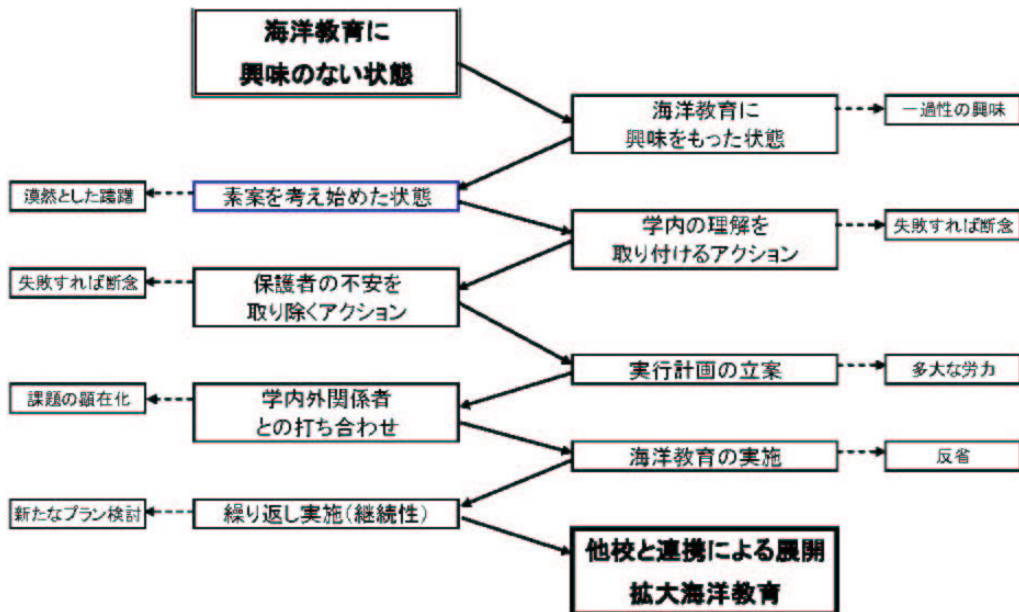 海洋教育に
興味のない状態
海洋教育に
興味をもった状態
一過性の興味
漠然とした躊躇
素案を考え始めた状態
学内の理解を
取り付けるアクション
失敗すれば断念
失敗すれば断念
保護者の不安を
取り除くアクション
実行計画の立案
多大な労力
課題の顕在化
学内外関係者
との打ち合わせ
海洋教育の実施
反省
新たなプラン検討
繰り返し実施(継続性)
他校と連携による展開
拡大海洋教育